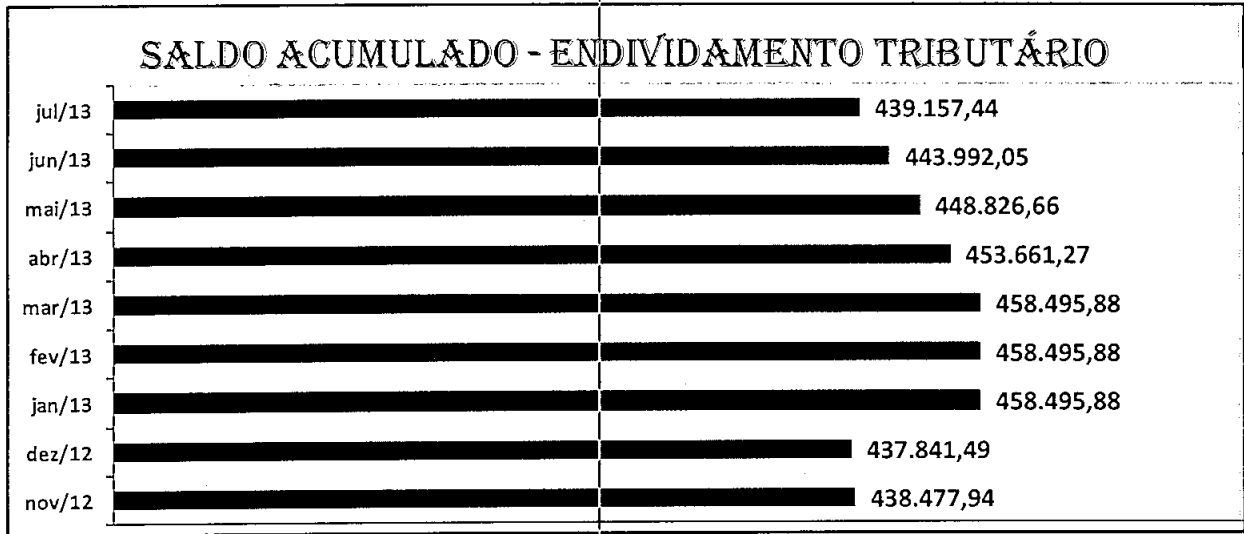 SALDO ACUMULADO - ENDIVIDAMENTO TRIBUTÁRIO
jul/13 439.157,44
jun/13 443.992,05
mai/13 448.826,66
abr/13 453.661,27
mar/13 458.495,88
fev/13 458.495,88
jan/13 458.495,88
dez/12 437.841,49
nov/12 438.477,94